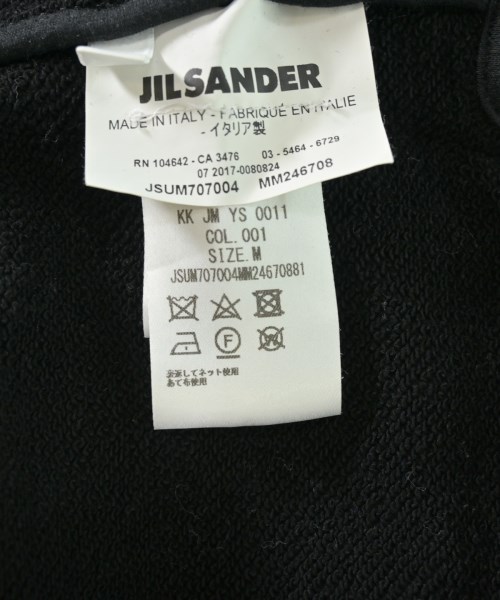 JIL SANDER
MADE IN ITALY - FABRIQUÉ EN ITALIE
- イタリア製
RN 104642 - CA 3476 03 - 5464 - 6729
07 2017-0080824
JSUM707004 MM246708
KK JM YS 0011
COL.001
SIZE.M
JSUM707004MM24670881
F
W
裏返してネット使用
あて布使用